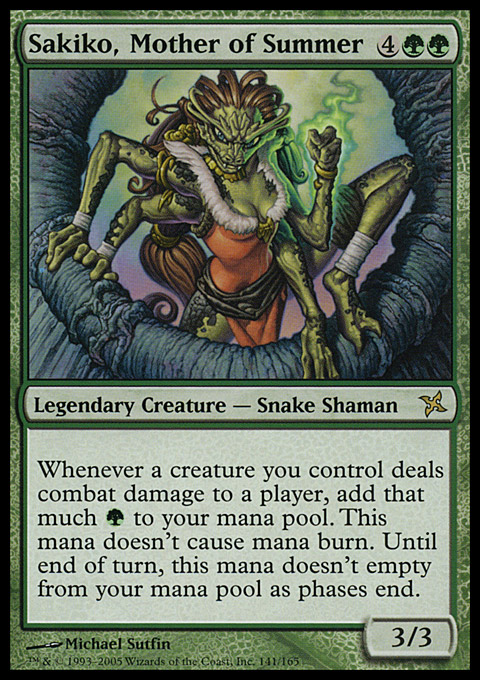 Sakiko, Mother of Summer 4
Legendary Creature — Snake Shaman
Whenever a creature you control deals
combat damage to a player, add that
much to your mana pool. This
mana doesn't cause mana burn. Until
end of turn, this mana doesn't empty
from your mana pool as phases end.
Michael Sutfin
3/3
™ & © 1993–2005 Wizards of the Coast, Inc. 141/165